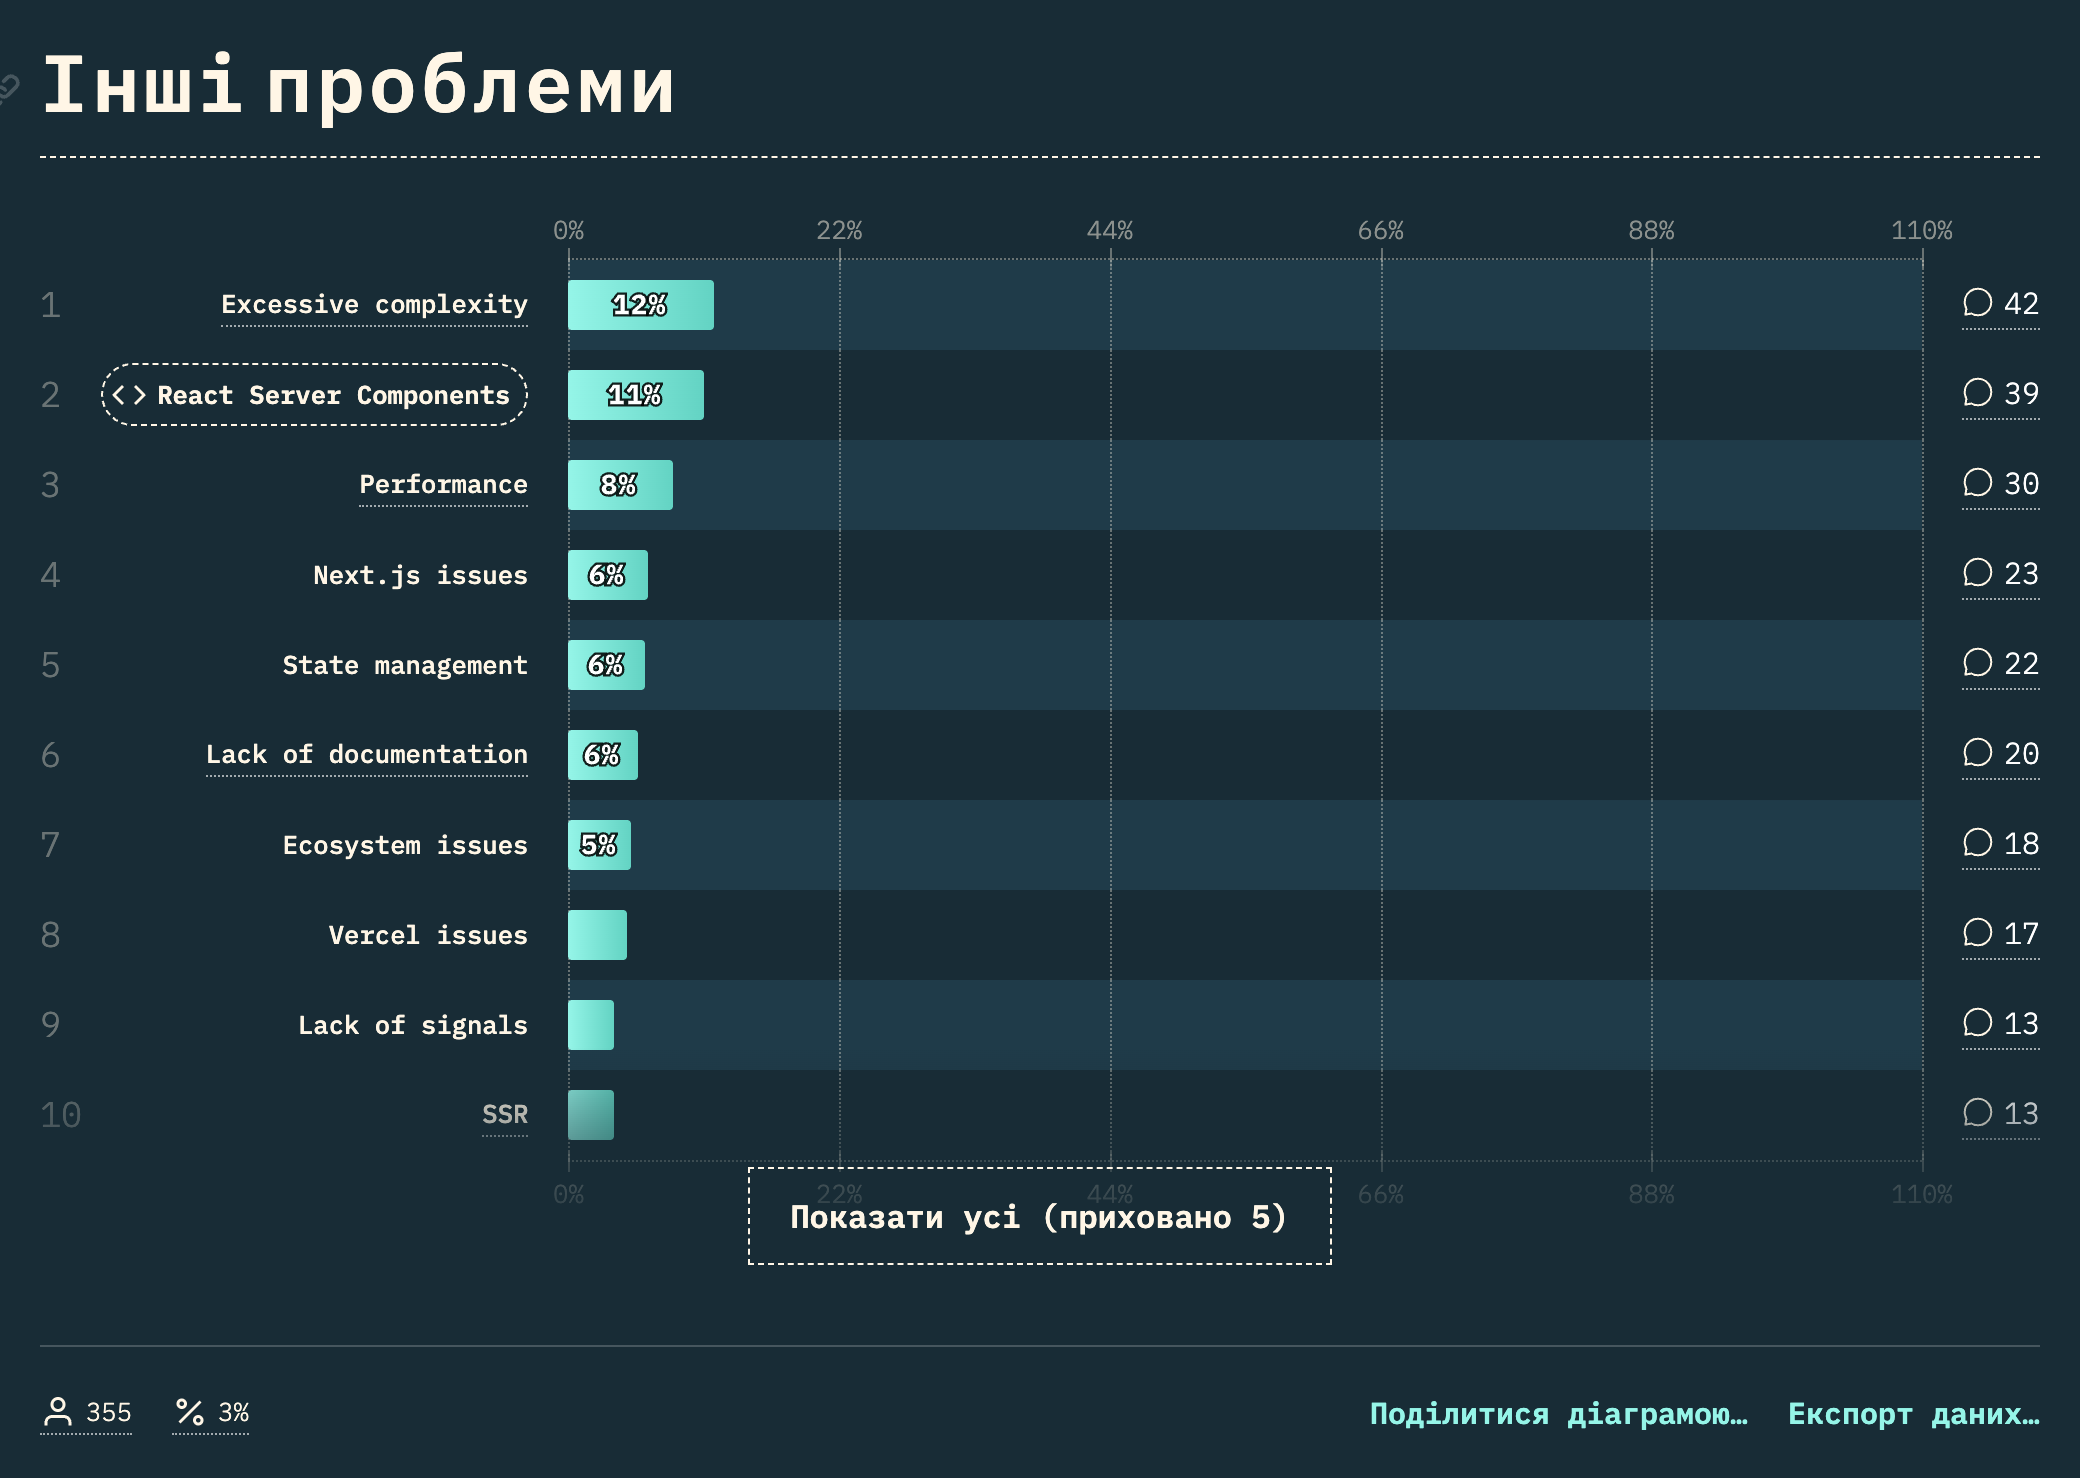 Інші проблеми
0% 22% 44% 66% 88% 110%
1 Excessive complexity 12% 42
2 React Server Components 11% 39
3 Performance 8% 30
4 Next.js issues 6% 23
5 State management 6% 22
6 Lack of documentation 6% 20
7 Ecosystem issues 5% 18
8 Vercel issues 17
9 Lack of signals 13
10 SSR 13
0% 22% 44% 66% 88% 110%
Показати усі (приховано 5)
355 3% Поділитися діаграмою… Експорт даних…